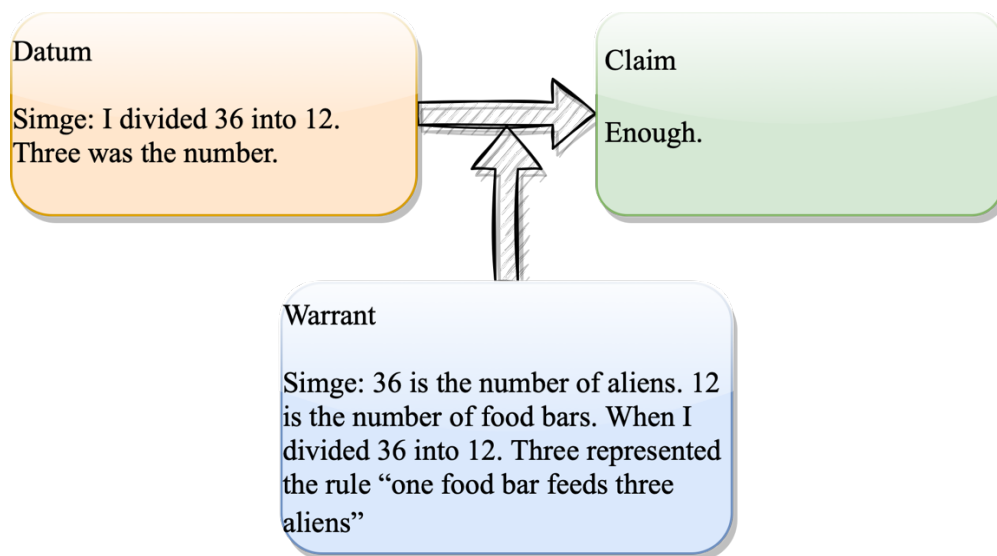 Datum
Simge: I divided 36 into 12.
Three was the number.
Claim
Enough.
Warrant
Simge: 36 is the number of aliens. 12
is the number of food bars. When I
divided 36 into 12. Three represented
the rule “one food bar feeds three
aliens”